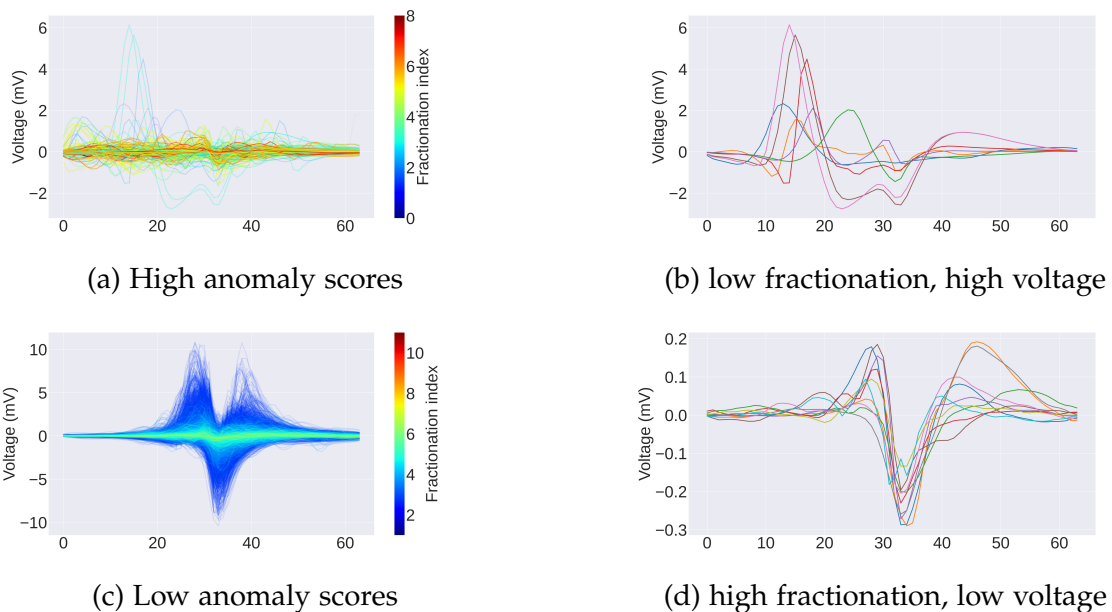 6
4
2
0
−2
Voltage (mV)
0 20 40 60
8
6
4
2
0
Fractionation index
(a) High anomaly scores
6
4
2
0
−2
Voltage (mV)
0 10 20 30 40 50 60
(b) low fractionation, high voltage
10
5
0
−5
−10
Voltage (mV)
0 20 40 60
10
8
6
4
2
Fractionation index
(c) Low anomaly scores
0.2
0.1
0.0
−0.1
−0.2
−0.3
Voltage (mV)
0 10 20 30 40 50 60
(d) high fractionation, low voltage